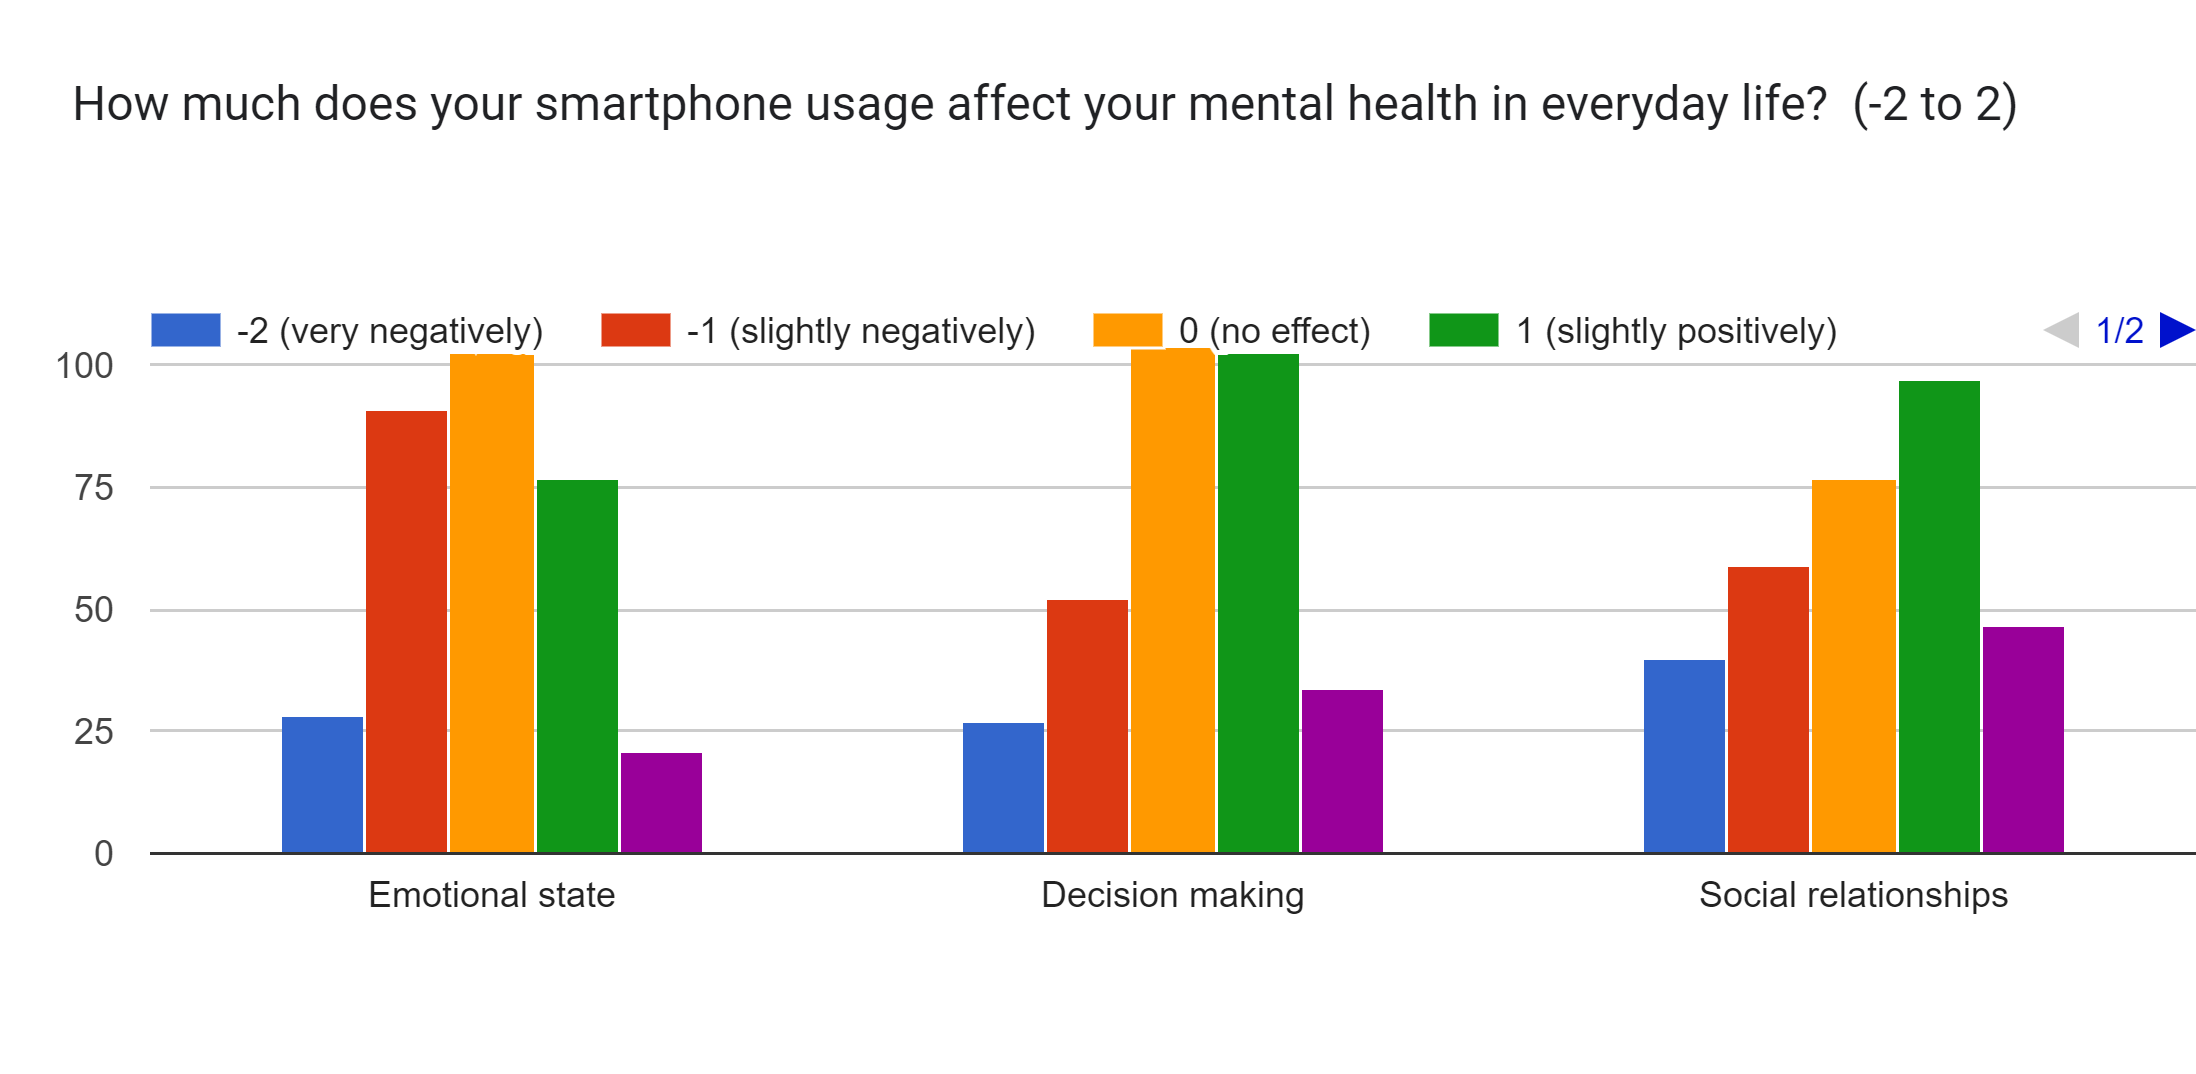 How much does your smartphone usage affect your mental health in everyday life?  (-2 to 2)
-2 (very negatively) -1 (slightly negatively) 0 (no effect) 1 (slightly positively) 1/2
100
75
50
25
0
Emotional state Decision making Social relationships